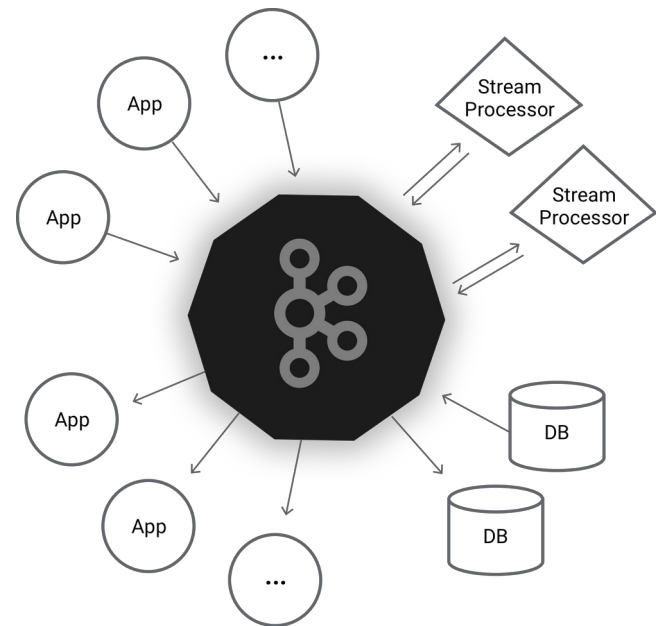 ...
App
Stream
Processor
App
Stream
Processor
App
DB
App
DB
...